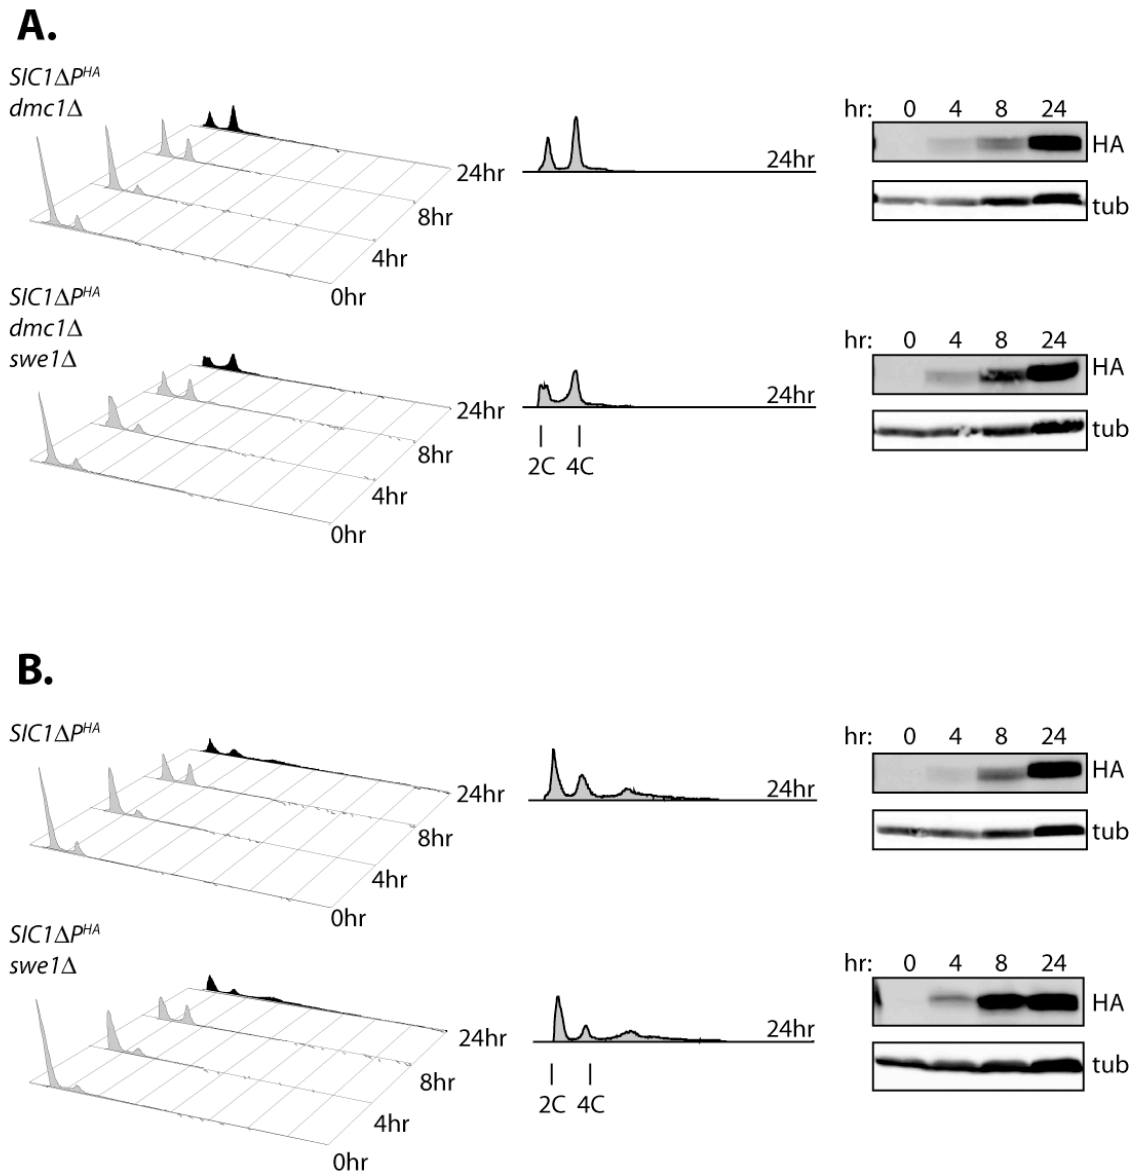 A.
SIC1ΔP^HA
dmc1Δ
24hr
8hr
4hr
0hr
24hr
hr: 0 4 8 24
HA
tub
SIC1ΔP^HA
dmc1Δ
swe1Δ
24hr
8hr
4hr
0hr
24hr
2C 4C
hr: 0 4 8 24
HA
tub
B.
SIC1ΔP^HA
24hr
8hr
4hr
0hr
24hr
hr: 0 4 8 24
HA
tub
SIC1ΔP^HA
swe1Δ
24hr
8hr
4hr
0hr
24hr
2C 4C
hr: 0 4 8 24
HA
tub